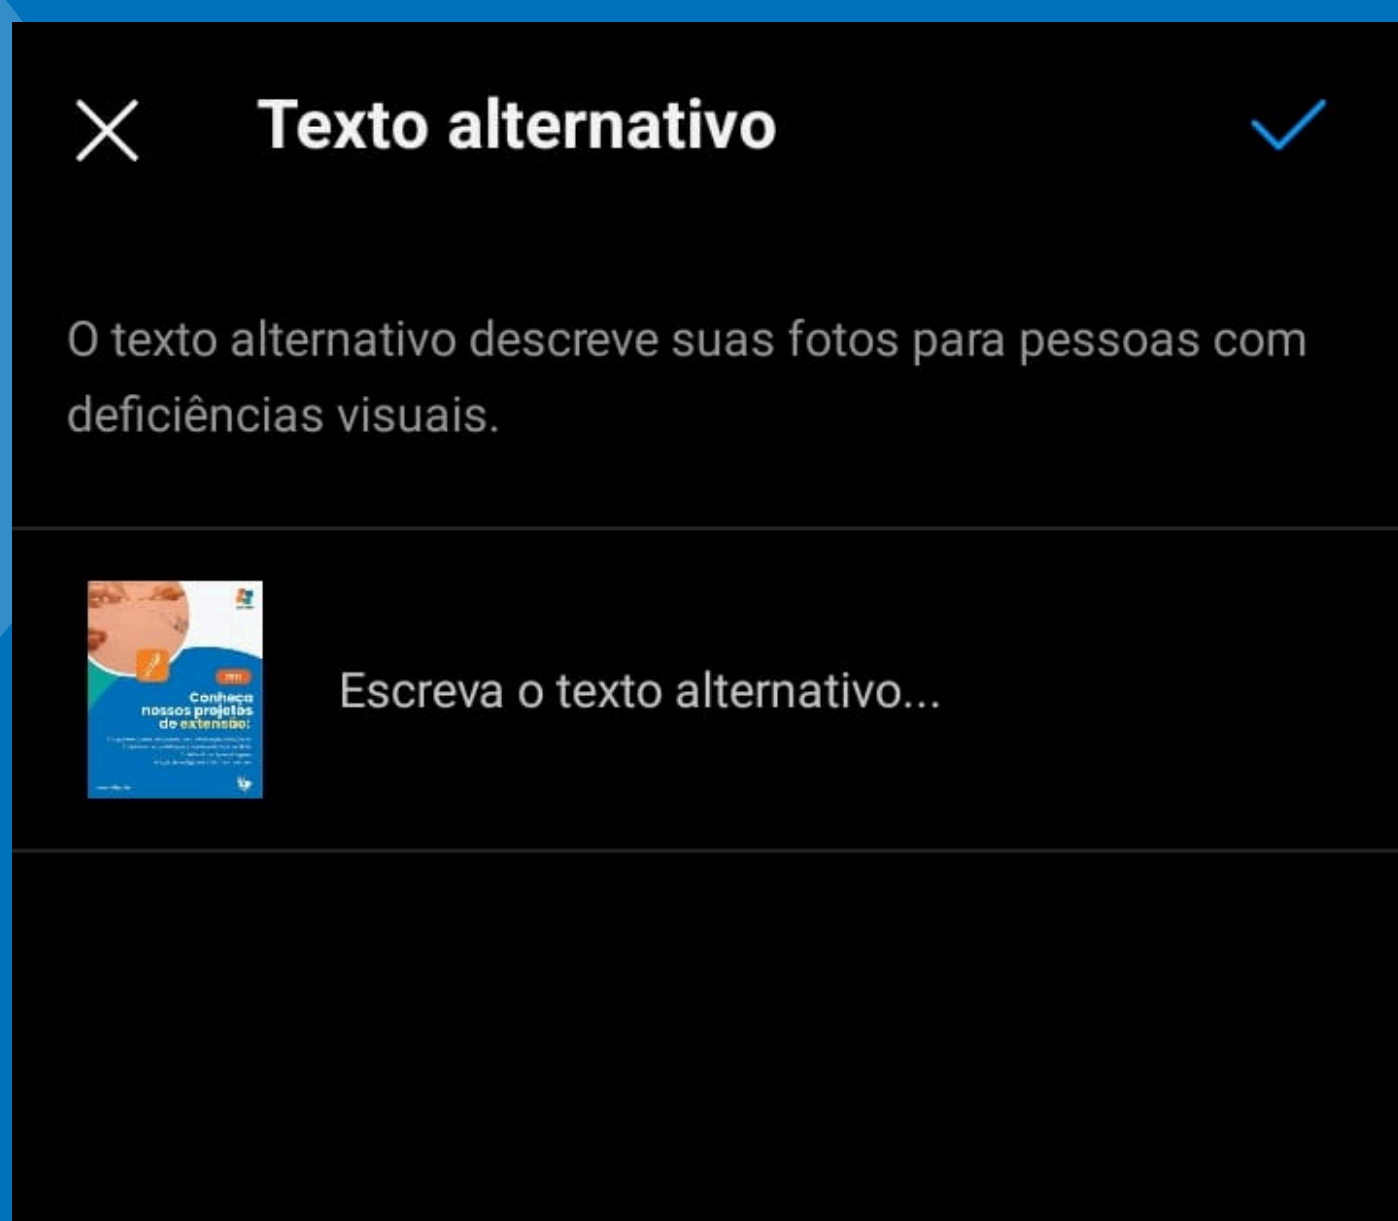 Texto alternativo
O texto alternativo descreve suas fotos para pessoas com
deficiências visuais.
Escreva o texto alternativo...
Conheça
nossos projetos
de extensão: